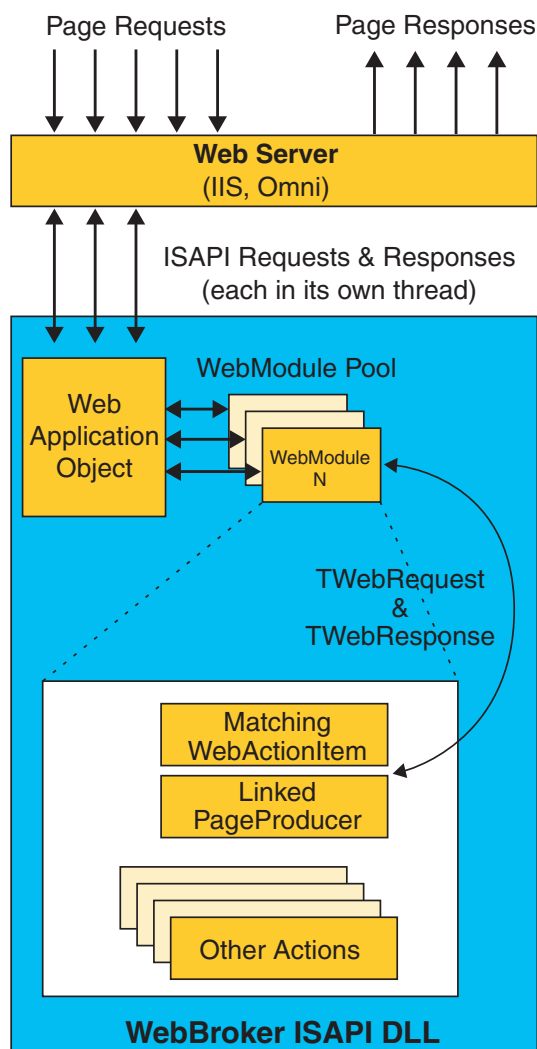 Page Requests
Page Responses
Web Server
(IIS, Omni)
ISAPI Requests & Responses
(each in its own thread)
WebModule Pool
Web
Application
Object
WebModule
N
TWebRequest
&
TWebResponse
Matching
WebActionItem
Linked
PageProducer
Other Actions
WebBroker ISAPI DLL